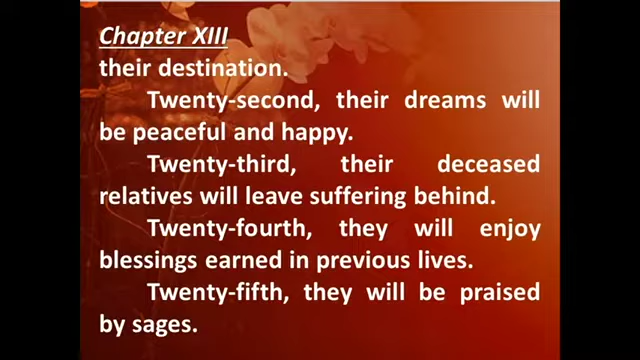 Chapter XIII
their destination.
Twenty-second, their dreams will
be peaceful and happy.
Twenty-third, their deceased
relatives will leave suffering behind.
Twenty-fourth, they will enjoy
blessings earned in previous lives.
Twenty-fifth, they will be praised
by sages.